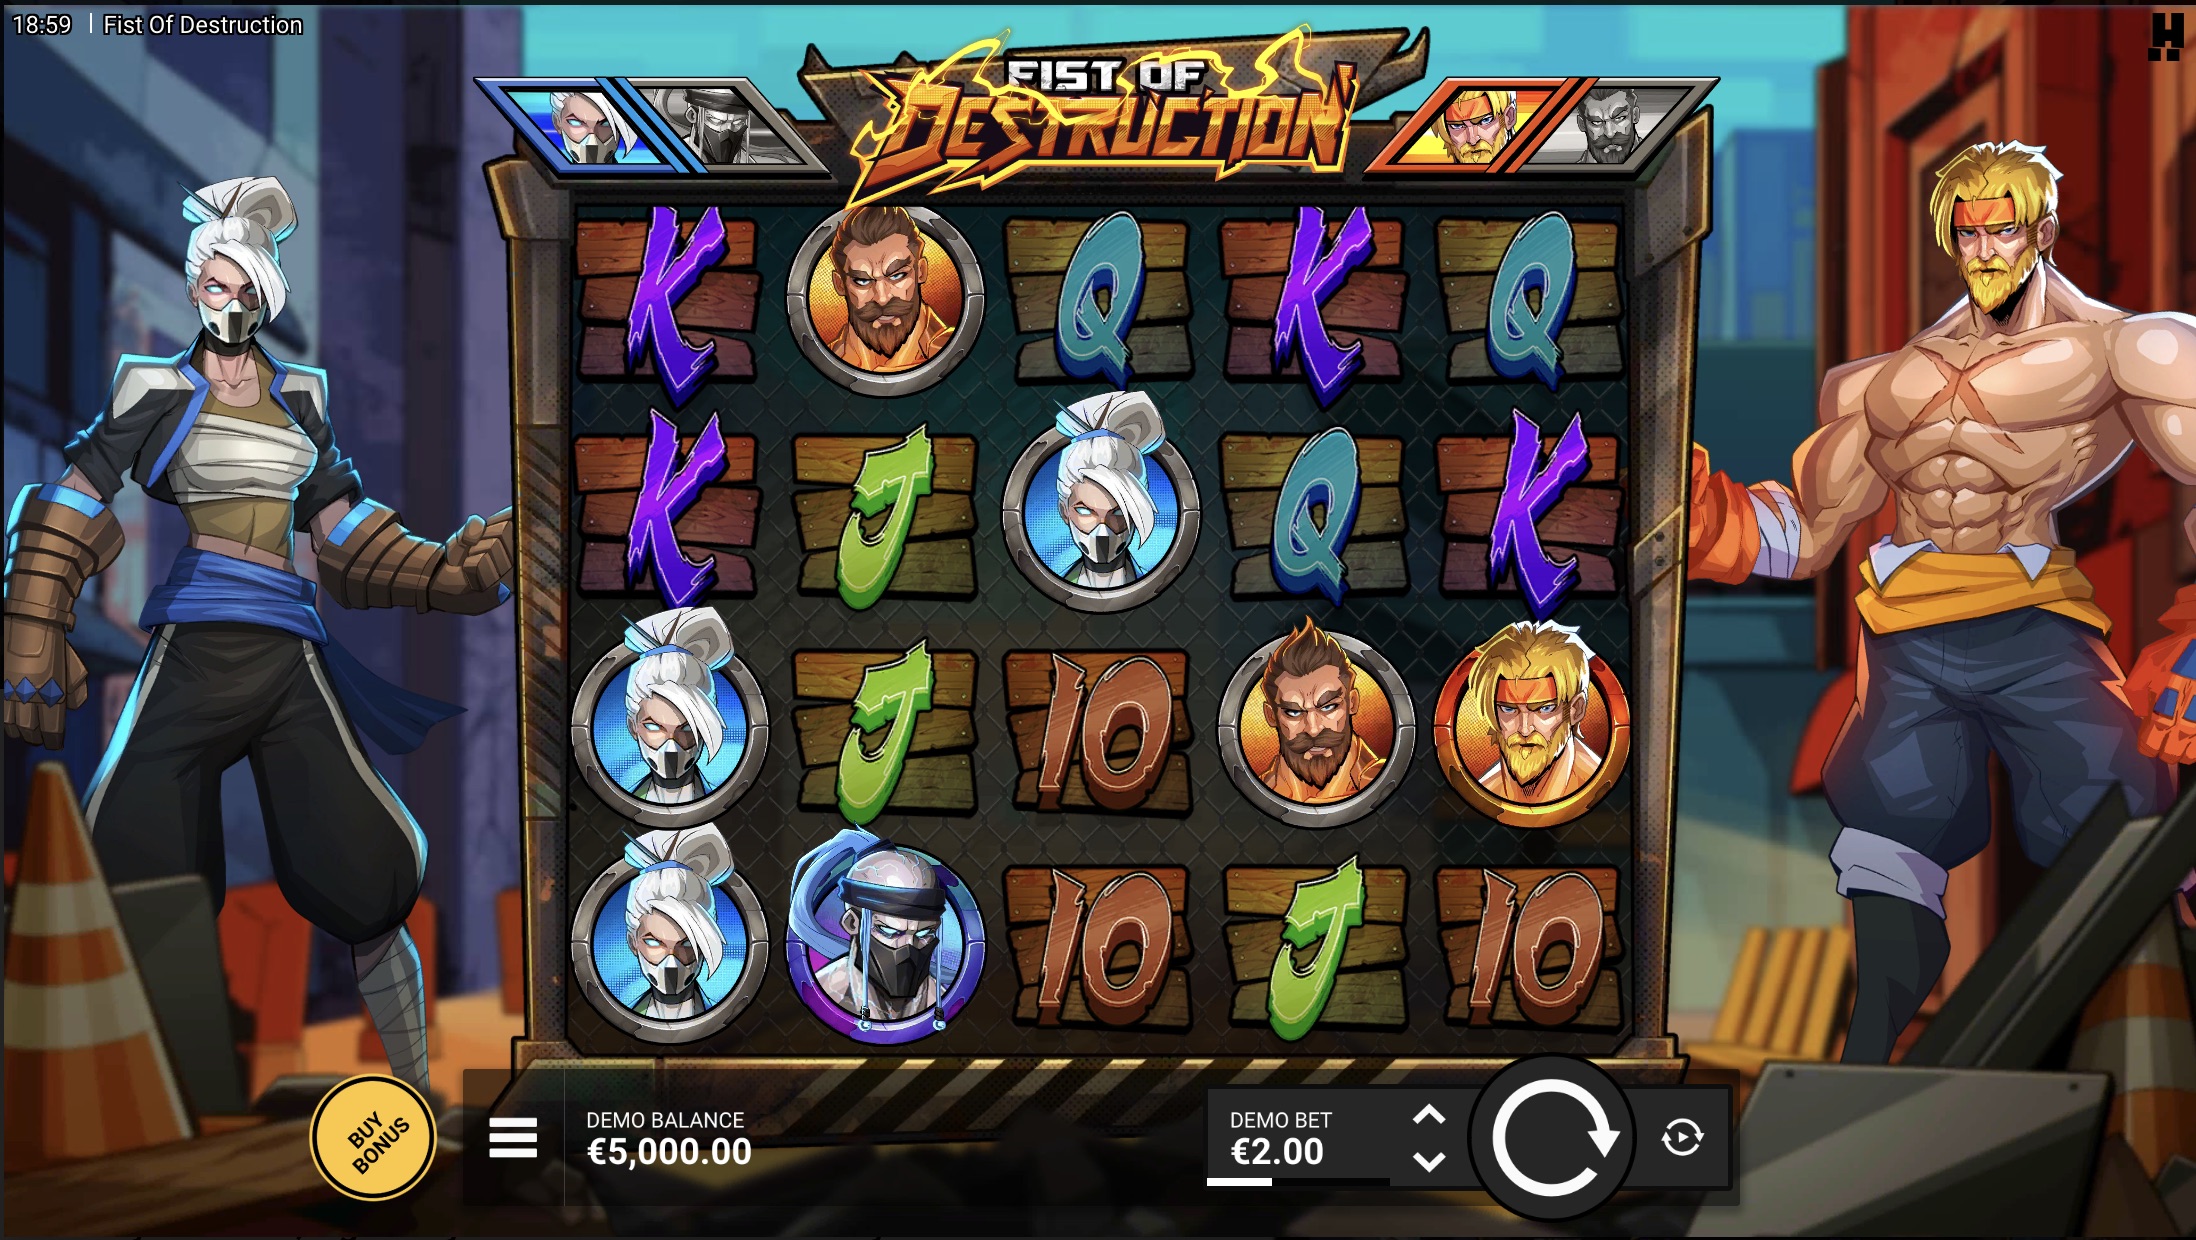 18:59 | Fist Of Destruction
FIST OF
DESTRUCTION
K Q K Q
K J Q K
J 10
10 J 10
BUY
BONUS
DEMO BALANCE
€5,000.00
DEMO BET
€2.00